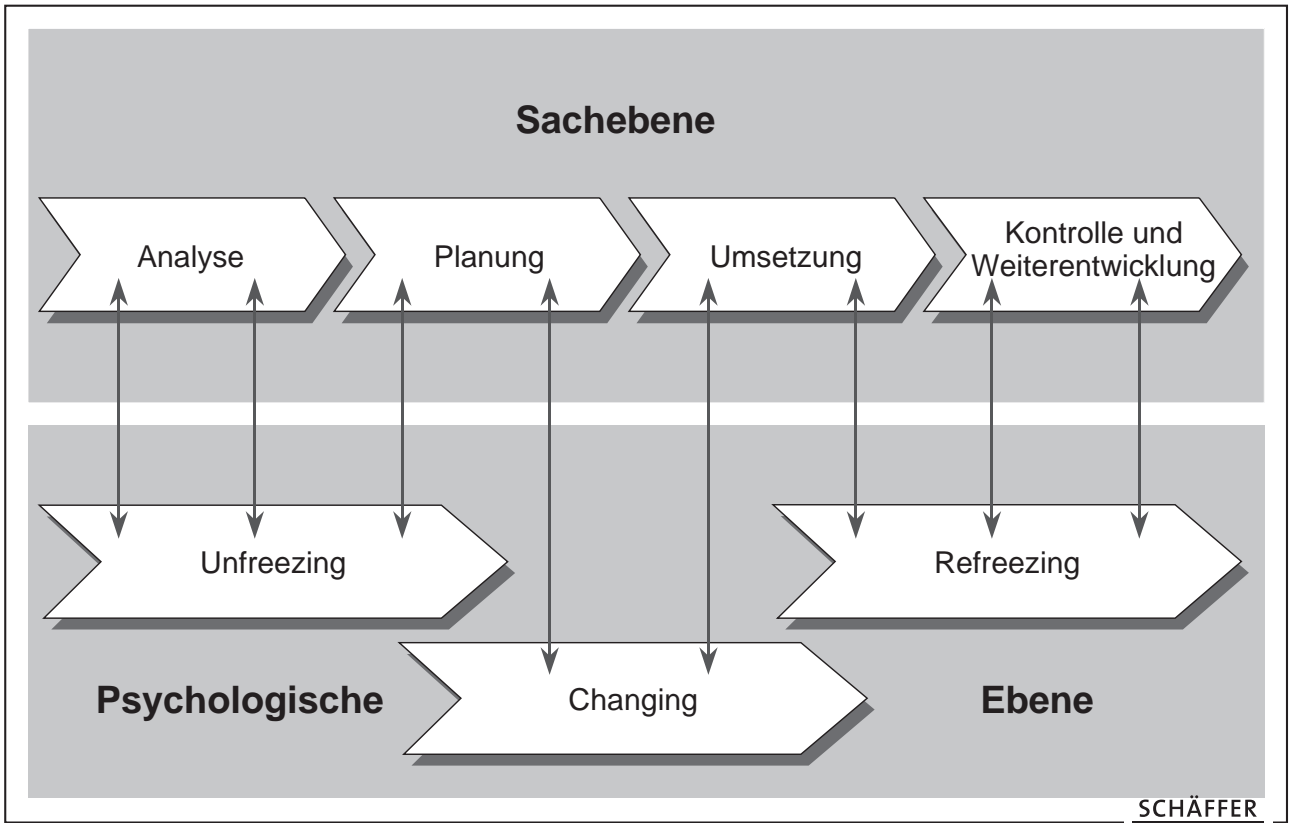 Sachebene
Analyse
Planung
Umsetzung
Kontrolle und
Weiterentwicklung
Unfreezing
Refreezing
Changing
Psychologische
Ebene
SCHÄFFER